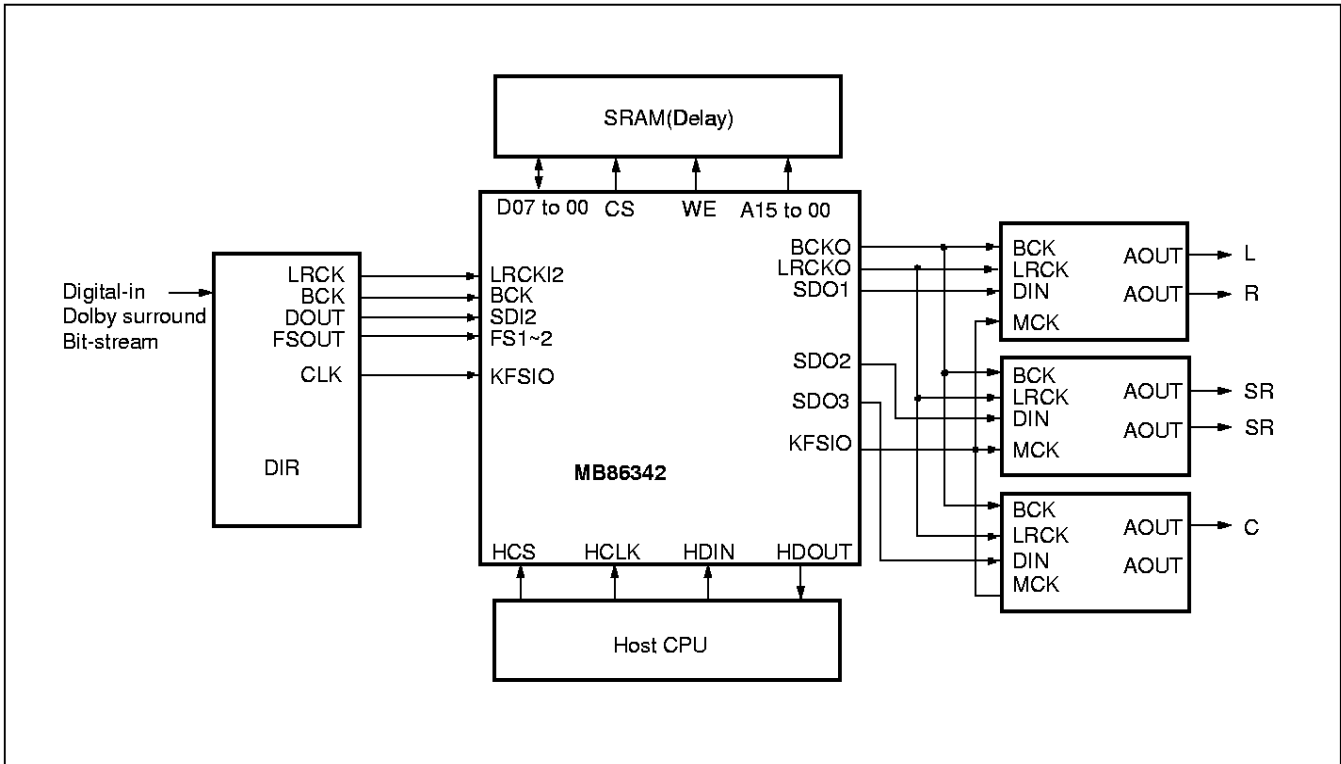 SRAM(Delay)
D07 to 00 CS WE A15 to 00
Digital-in
Dolby surround
Bit-stream
LRCK
BCK
DOUT
FSOUT
CLK
DIR
LRCKI2
BCK
SDI2
FS1~2
KFSIO
MB86342
BCKO
LRCKO
SDO1
SDO2
SDO3
KFSIO
HCS HCLK HDIN HDOUT
Host CPU
BCK
LRCK
DIN
MCK
AOUT
AOUT
L
R
BCK
LRCK
DIN
MCK
AOUT
AOUT
SR
SR
BCK
LRCK
DIN
MCK
AOUT
AOUT
C